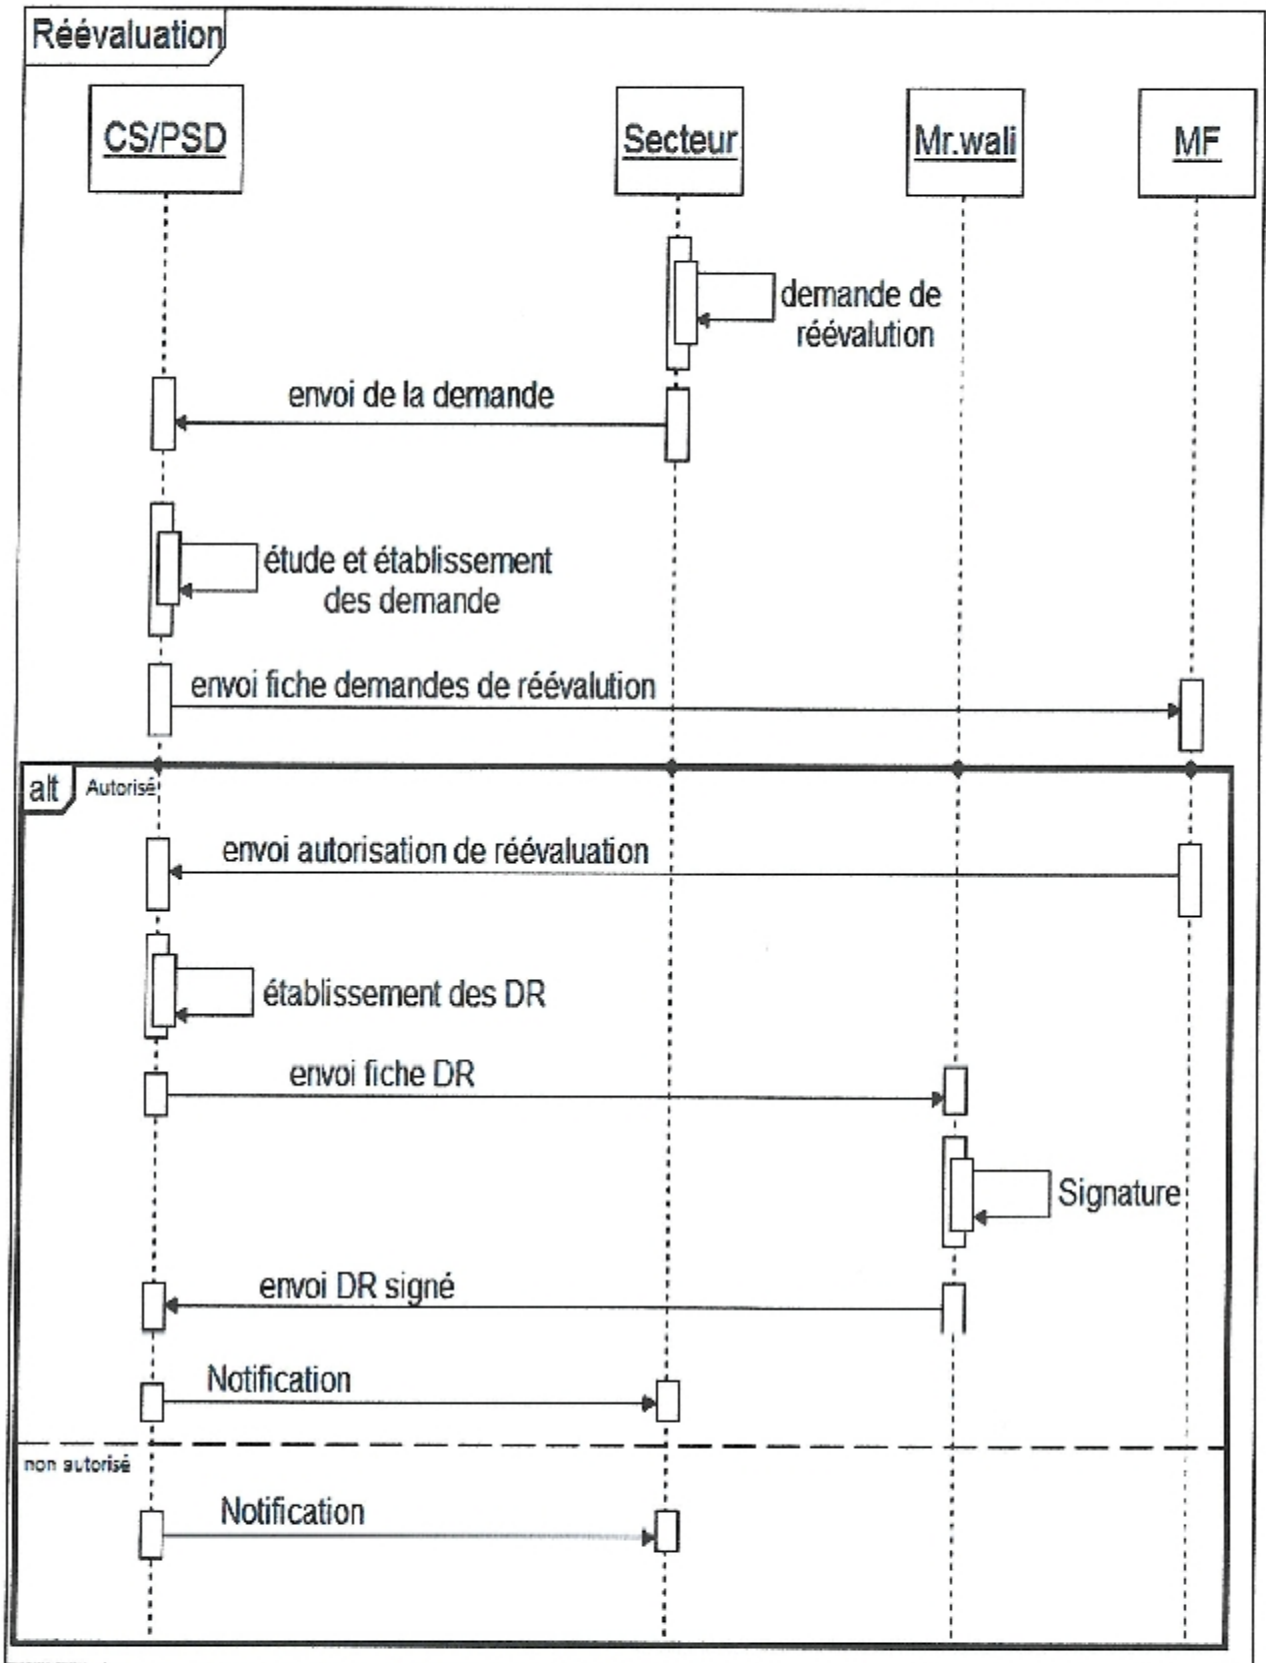 Réévaluation
CS/PSD
Secteur
Mr.wali
MF
demande de
réévalution
envoi de la demande
étude et établissement
des demande
envoi fiche demandes de réévalution
alt
Autorisé
envoi autorisation de réévaluation
établissement des DR
envoi fiche DR
Signature
envoi DR signé
Notification
non autorisé
Notification